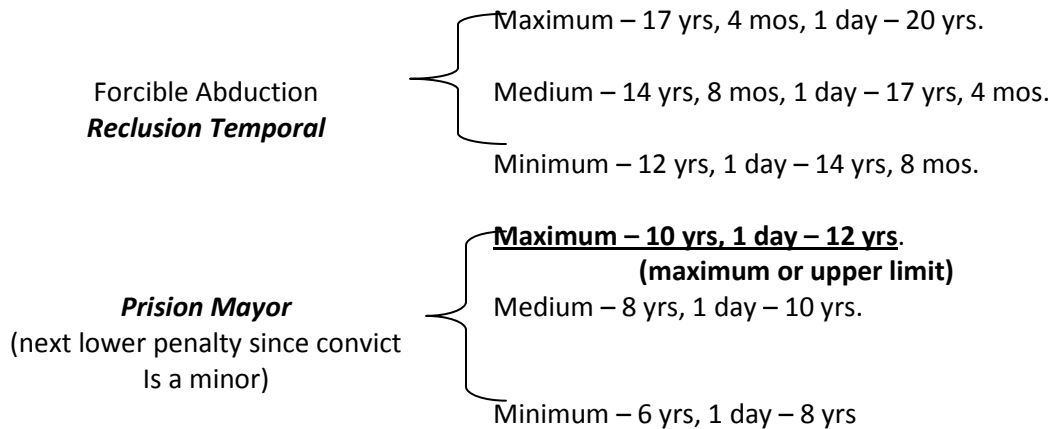 Maximum – 17 yrs, 4 mos, 1 day – 20 yrs.
Forcible Abduction
Reclusion Temporal
Medium – 14 yrs, 8 mos, 1 day – 17 yrs, 4 mos.
Minimum – 12 yrs, 1 day – 14 yrs, 8 mos.
Maximum – 10 yrs, 1 day – 12 yrs.
(maximum or upper limit)
Prision Mayor
(next lower penalty since convict
Is a minor)
Medium – 8 yrs, 1 day – 10 yrs.
Minimum – 6 yrs, 1 day – 8 yrs